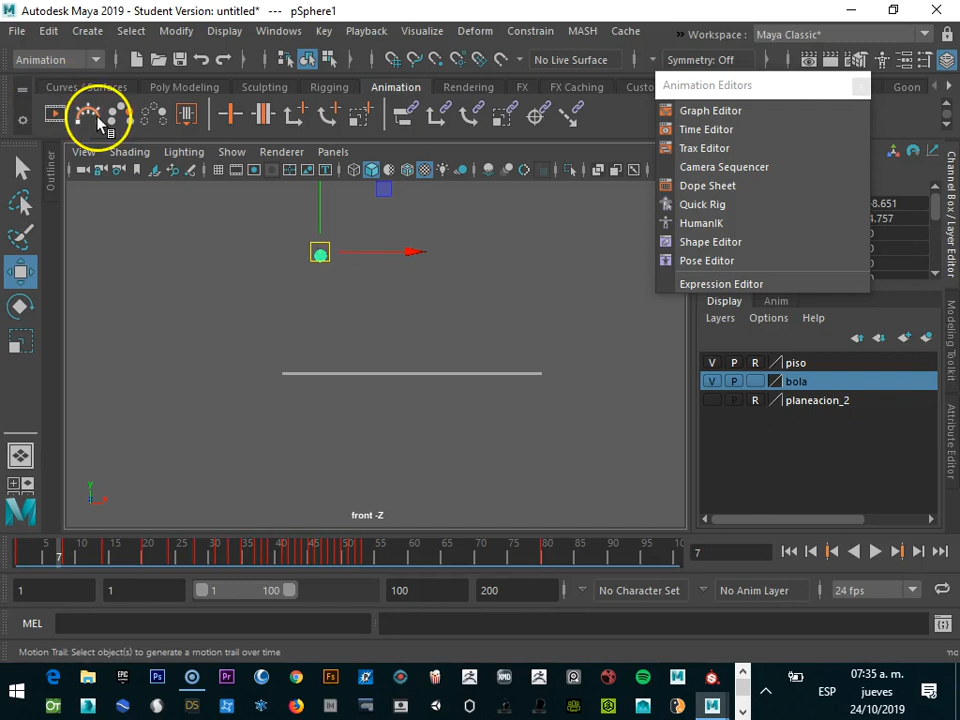 Autodesk Maya 2019 - Student Version: untitled*   ---   pSphere1
File Edit Create Select Modify Display Windows Key Playback Visualize Deform Constrain MASH Cache
Workspace : Maya Classic*
Animation
No Live Surface
Symmetry: Off
Curves / Surfaces Poly Modeling Sculpting Rigging Animation Rendering FX FX Caching
Goon
Animation Editors
Graph Editor
Time Editor
Trax Editor
Camera Sequencer
Dope Sheet
Quick Rig
HumanIK
Shape Editor
Pose Editor
Expression Editor
View Shading Lighting Show Renderer Panels
Outliner
-8.651
4.757
0
0
0
Channel Box / Layer Editor
Modeling Toolkit
Attribute Editor
Display Anim
Layers Options Help
V P R piso
V P bola
P R planeacion_2
y
front -Z
5 10 15 20 25 30 35 40 45 50 55 60 65 70 75 80 85 90 95 10
7
7
1 1 1 100 100 200 No Character Set No Anim Layer 24 fps
MEL
Motion Trail: Select object(s) to generate a motion trail over time
07:35 a. m.
ESP
jueves
24/10/2019